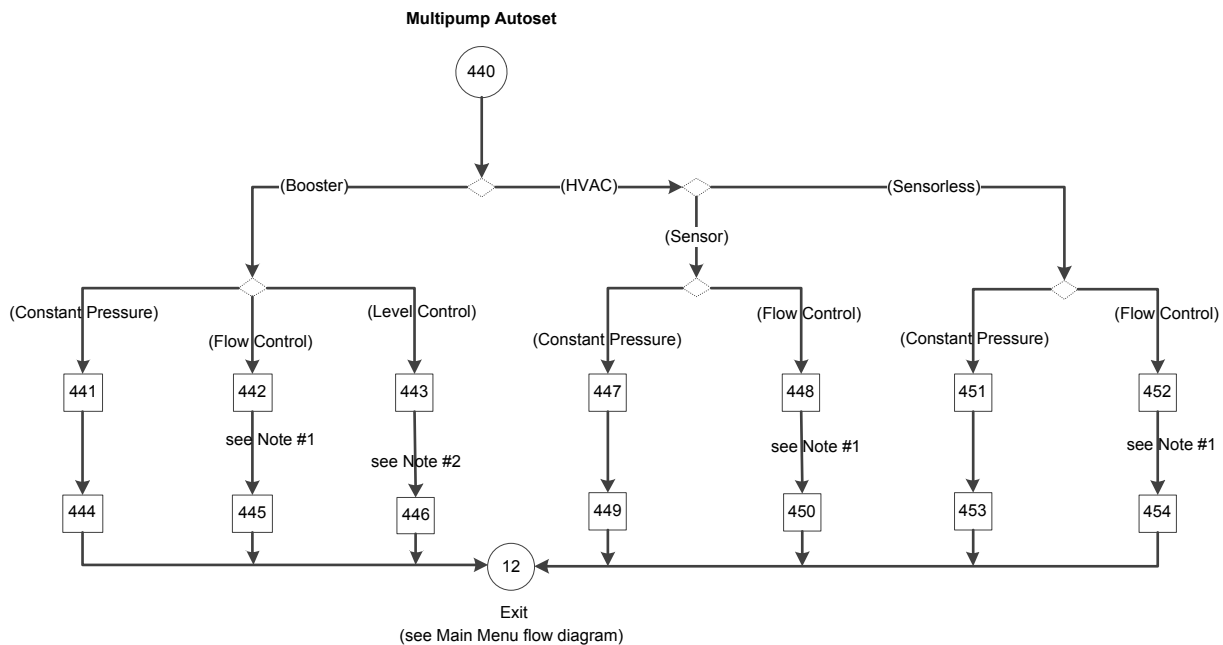 Multipump Autoset
440
(Booster)
(HVAC)
(Sensorless)
(Sensor)
(Constant Pressure)
(Level Control)
(Flow Control)
(Constant Pressure)
(Flow Control)
(Constant Pressure)
(Flow Control)
441
442
443
447
448
451
452
see Note #1
see Note #2
see Note #1
see Note #1
444
445
446
449
450
453
454
12
Exit
(see Main Menu flow diagram)